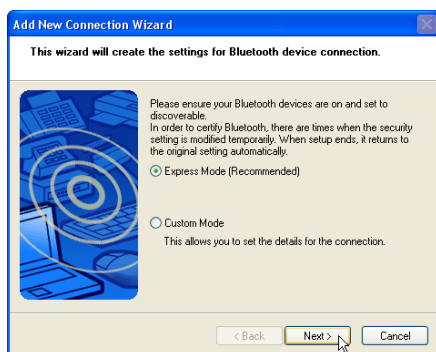 Add New Connection Wizard
This wizard will create the settings for Bluetooth device connection.
Please ensure your Bluetooth devices are on and set to
discoverable.
In order to certify Bluetooth, there are times when the security
setting is modified temporarily. When setup ends, it returns to
the original setting automatically.
Express Mode (Recommended)
Custom Mode
This allows you to set the details for the connection.
< Back Next > Cancel